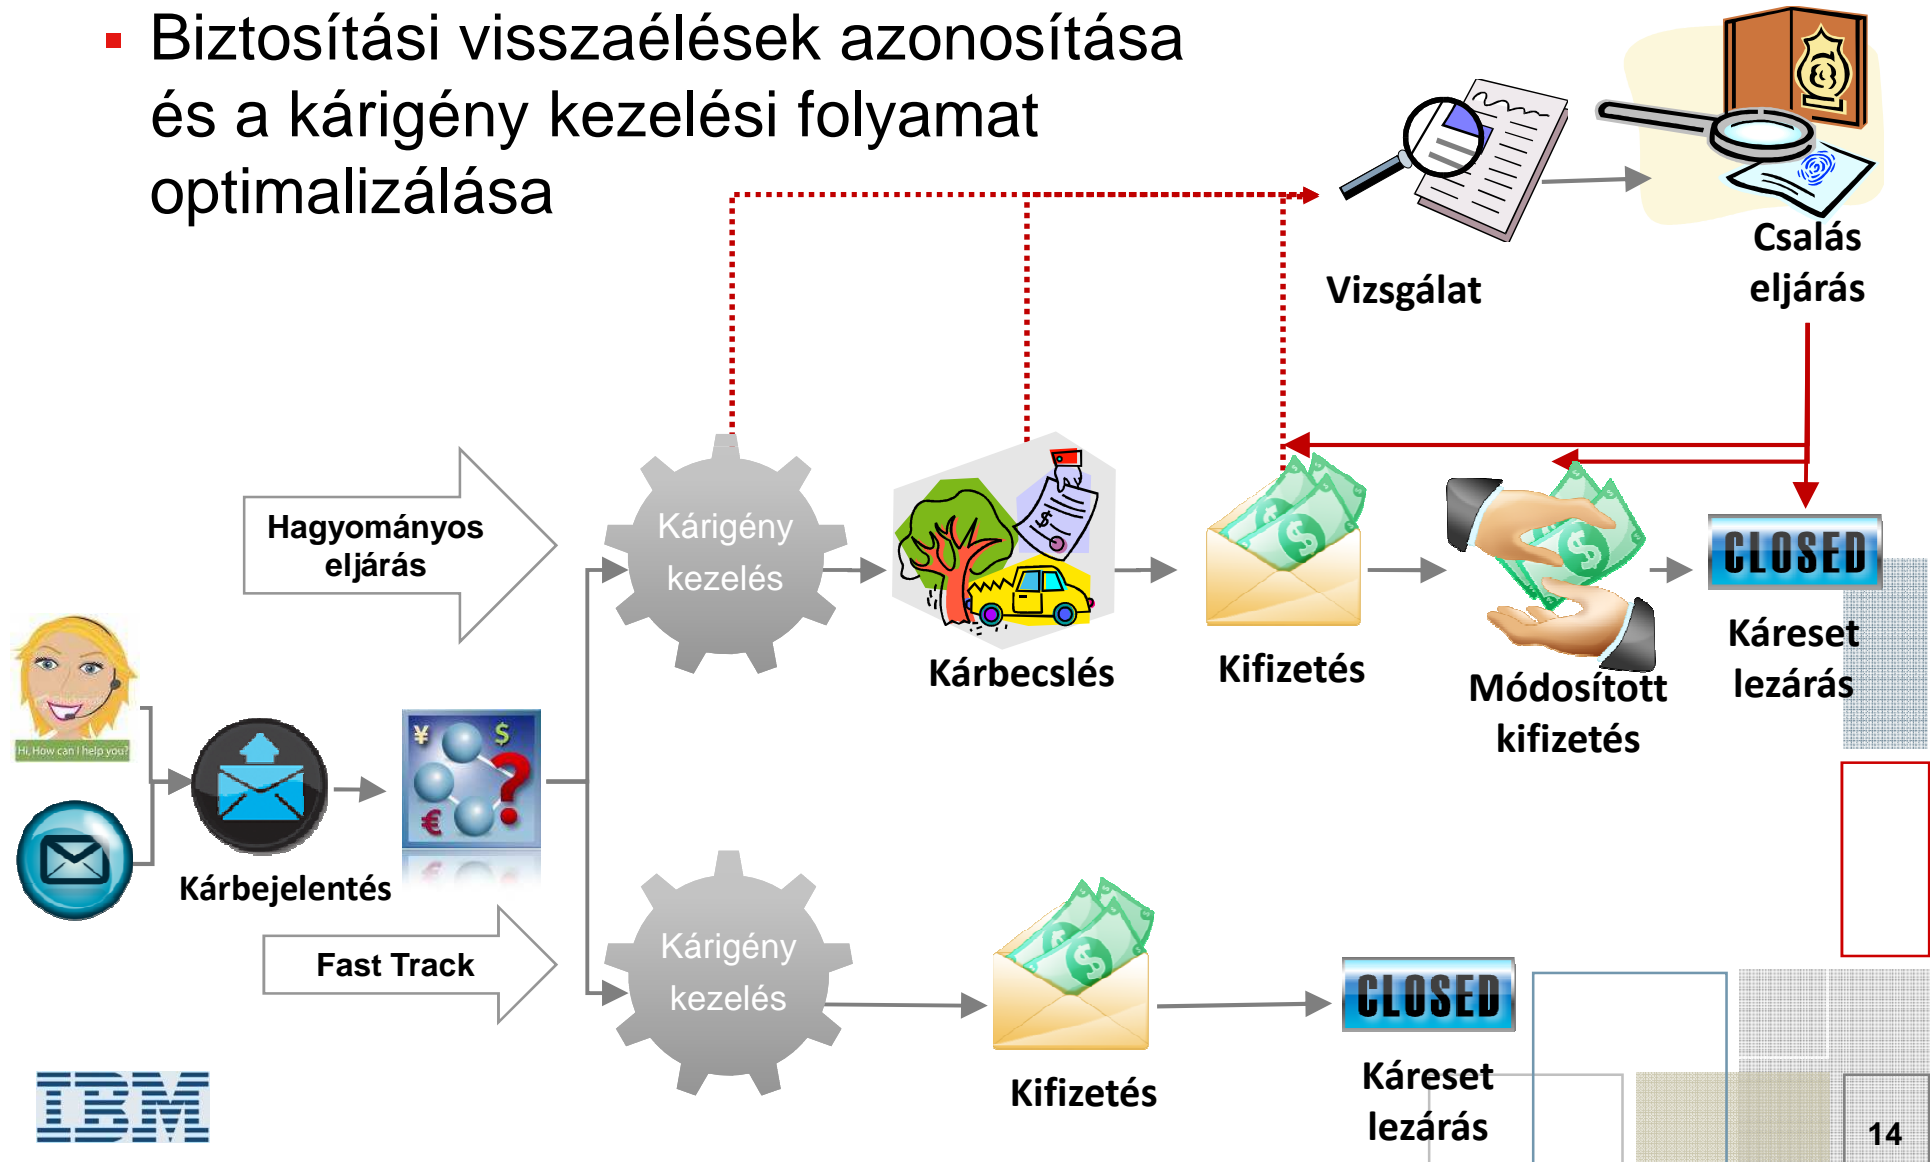 Biztosítási visszaélések azonosítása
és a kárigény kezelési folyamat
optimalizálása
Vizsgálat
Csalás
eljárás
Hagyományos
eljárás
Kárigény
kezelés
Kárbecslés
Kifizetés
Módosított
kifizetés
CLOSED
Káreset
lezárás
Hi, How can I help you?
Kárbejelentés
Fast Track
Kárigény
kezelés
Kifizetés
CLOSED
Káreset
lezárás
IBM
14